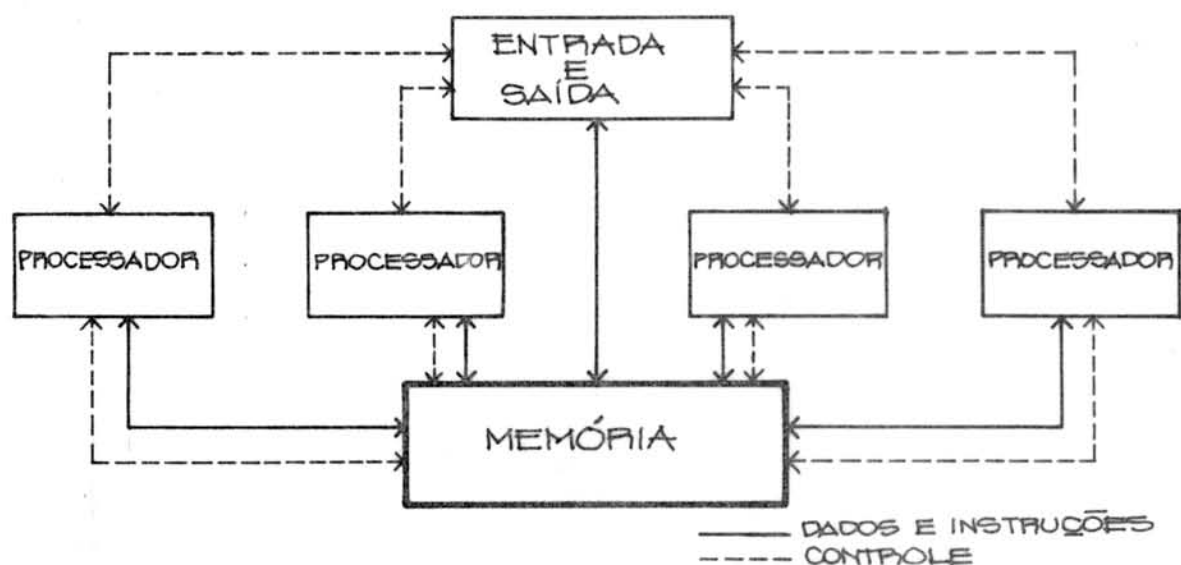 ENTRADA
E
SAÍDA
PROCESSADOR
PROCESSADOR
PROCESSADOR
PROCESSADOR
MEMÓRIA
DADOS E INSTRUÇÕES
CONTROLE